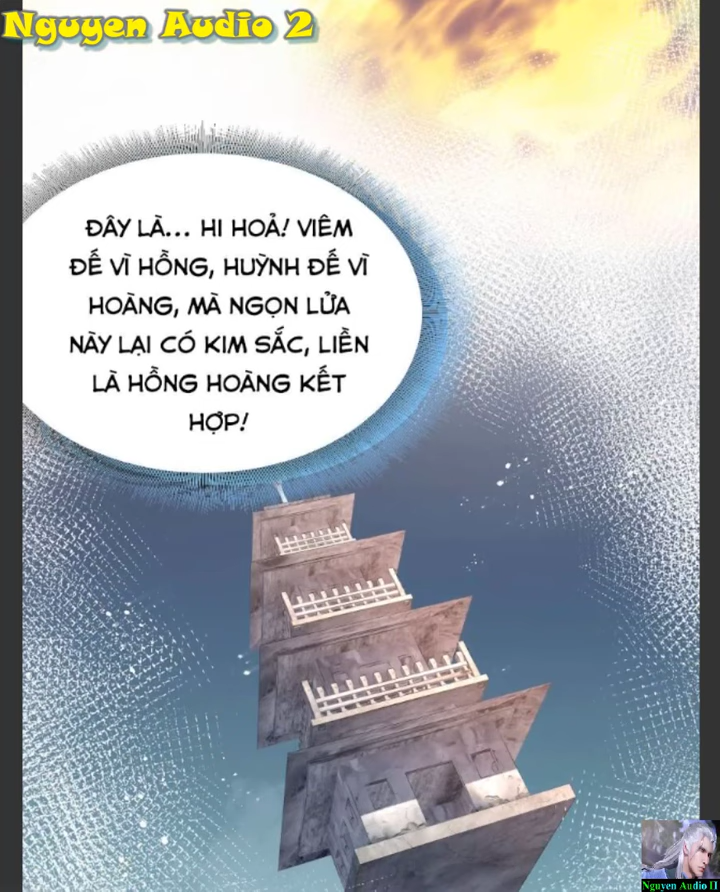 Nguyen Audio 2
ĐÂY LÀ... HI HOẢ! VIÊM
ĐẾ VÌ HỒNG, HUỲNH ĐẾ VÌ
HOÀNG, MÀ NGỌN LỬA
NÀY LẠI CÓ KIM SẮC, LIỀN
LÀ HỒNG HOÀNG KẾT
HỢP!
Nguyen Audio II